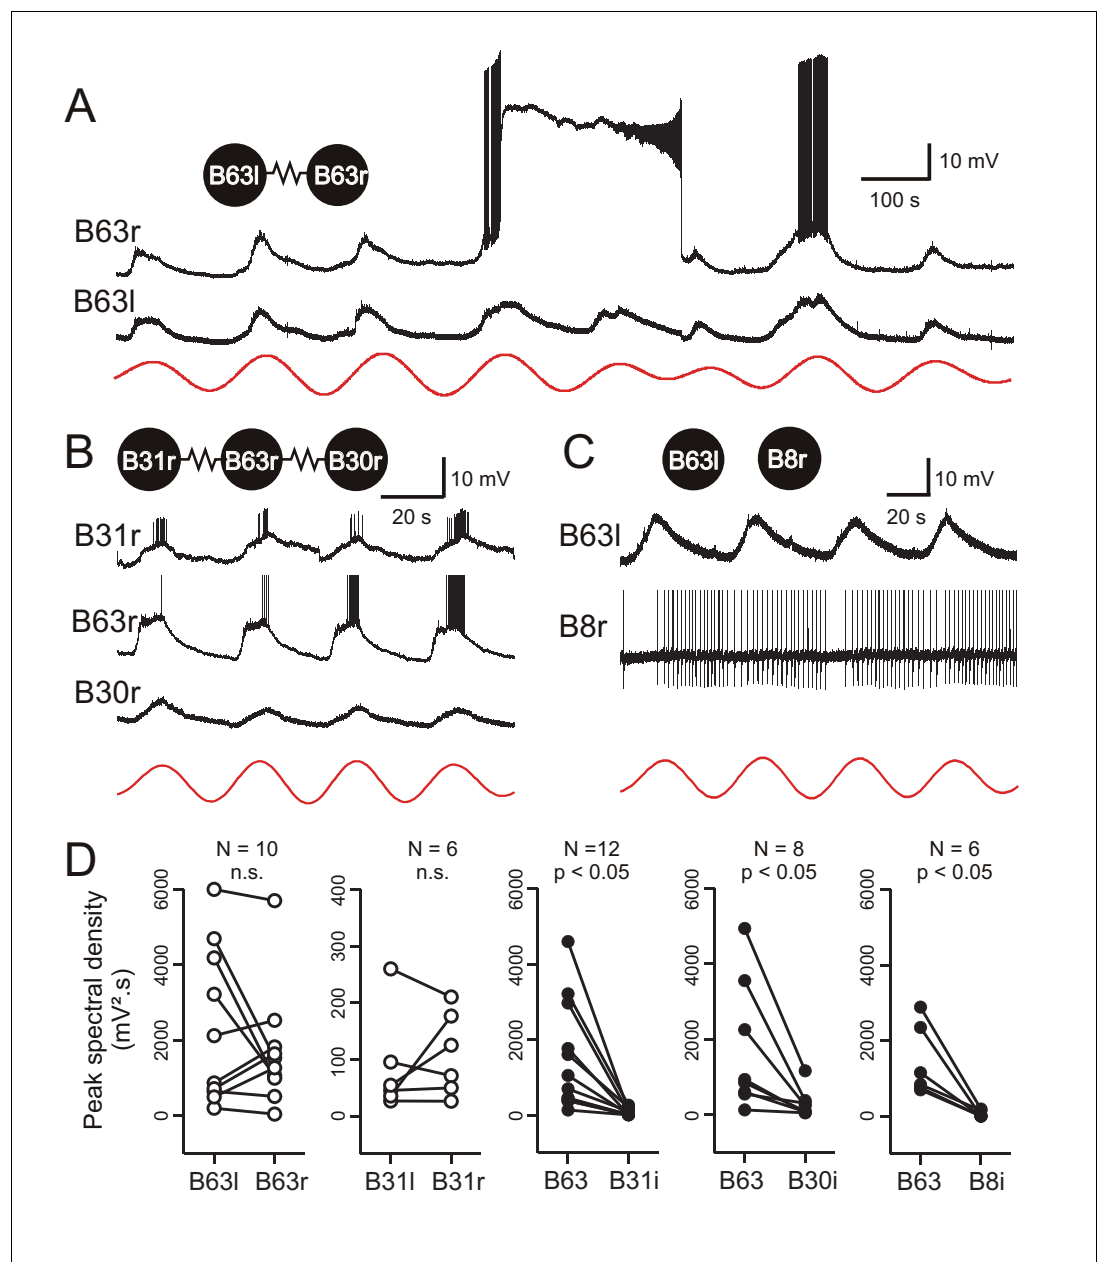 A
B63l B63r
10 mV
100 s
B63r
B63l
B
B31r B63r B30r
10 mV
20 s
B31r
B63r
B30r
C
B63l B8r
10 mV
20 s
B63l
B8r
D
Peak spectral density
(mV².s)
N = 10
n.s.
6000
4000
2000
0
B63l B63r
N = 6
n.s.
400
300
200
100
0
B31l B31r
N =12
p < 0.05
6000
4000
2000
0
B63 B31i
N = 8
p < 0.05
6000
4000
2000
0
B63 B30i
N = 6
p < 0.05
6000
4000
2000
0
B63 B8i